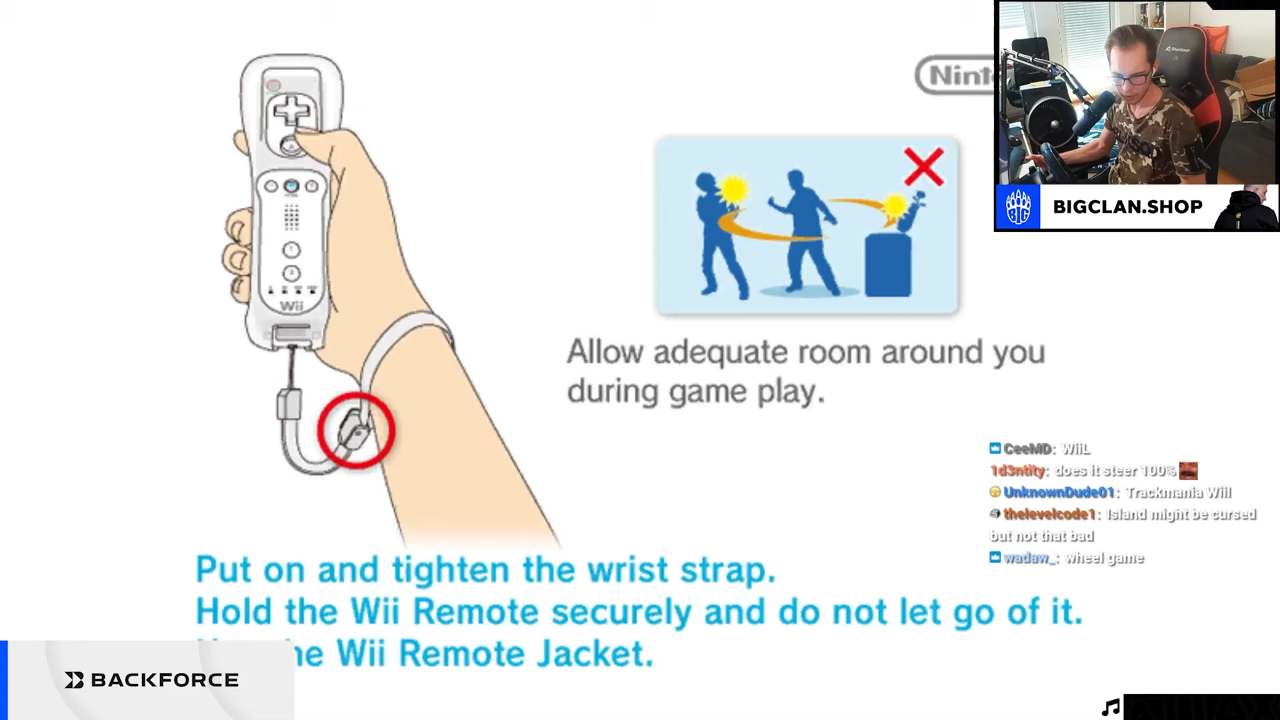 Wii
Nint
Allow adequate room around you
during game play.
Put on and tighten the wrist strap.
Hold the Wii Remote securely and do not let go of it.
he Wii Remote Jacket.
BIGCLAN.SHOP
CeeMD: WiiL
1d3ntity: does it steer 100%
UnknownDude01: Trackmania WiiI
thelevelcode1: Island might be cursed
but not that bad
wadaw_: wheel game
BACKFORCE